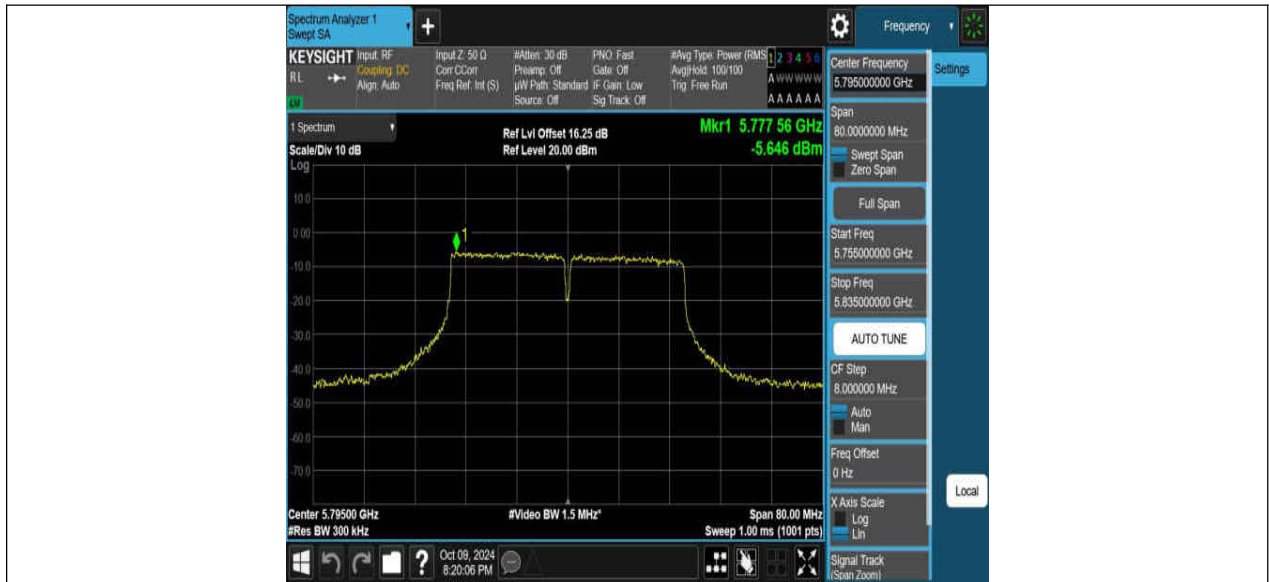 Spectrum Analyzer 1
Swept SA
Frequency
KEYSIGHT
RL
LXI
Input: RF
Coupling: DC
Align: Auto
Input Z: 50 Ω
Corr CCorr
Freq Ref: Int (S)
#Atten: 30 dB
Preamp: Off
µW Path: Standard
Source: Off
PNO: Fast
Gate: Off
IF Gain: Low
Sig Track: Off
#Avg Type: Power (RMS
Avg|Hold: 100/100
Trig: Free Run
1 2 3 4 5 6
A W W W W W
A A A A A A
1 Spectrum
Scale/Div 10 dB
Log
Ref Lvl Offset 16.25 dB
Ref Level 20.00 dBm
Mkr1 5.777 56 GHz
-5.646 dBm
10.0
0.00
-10.0
-20.0
-30.0
-40.0
-50.0
-60.0
-70.0
1
Center 5.79500 GHz
#Res BW 300 kHz
#Video BW 1.5 MHz*
Span 80.00 MHz
Sweep 1.00 ms (1001 pts)
?
Oct 09, 2024
8:20:06 PM
Center Frequency
5.795000000 GHz
Settings
Span
80.0000000 MHz
Swept Span
Zero Span
Full Span
Start Freq
5.755000000 GHz
Stop Freq
5.835000000 GHz
AUTO TUNE
CF Step
8.000000 MHz
Auto
Man
Freq Offset
0 Hz
X Axis Scale
Log
Lin
Local
Signal Track
(Span Zoom)